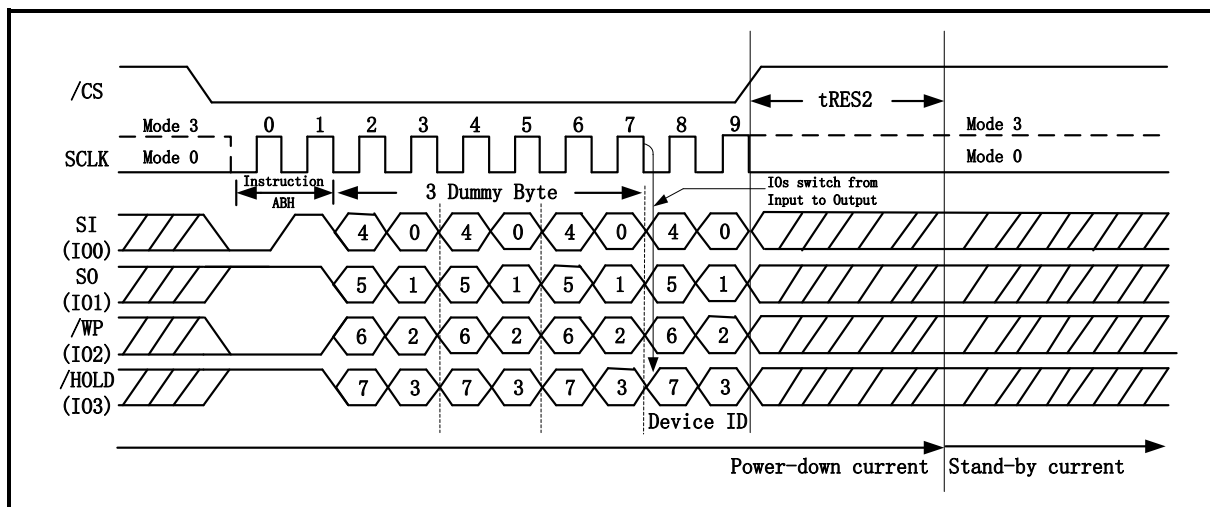 /CS
tRES2
0 1 2 3 4 5 6 7 8 9
Mode 3
Mode 3
SCLK
Mode 0
Mode 0
Instruction
ABH
3 Dummy Byte
IOs switch from
Input to Output
SI
(IO0)
4 0 4 0 4 0 4 0
SO
(IO1)
5 1 5 1 5 1 5 1
/WP
(IO2)
6 2 6 2 6 2 6 2
/HOLD
(IO3)
7 3 7 3 7 3 7 3
Device ID
Power-down current
Stand-by current